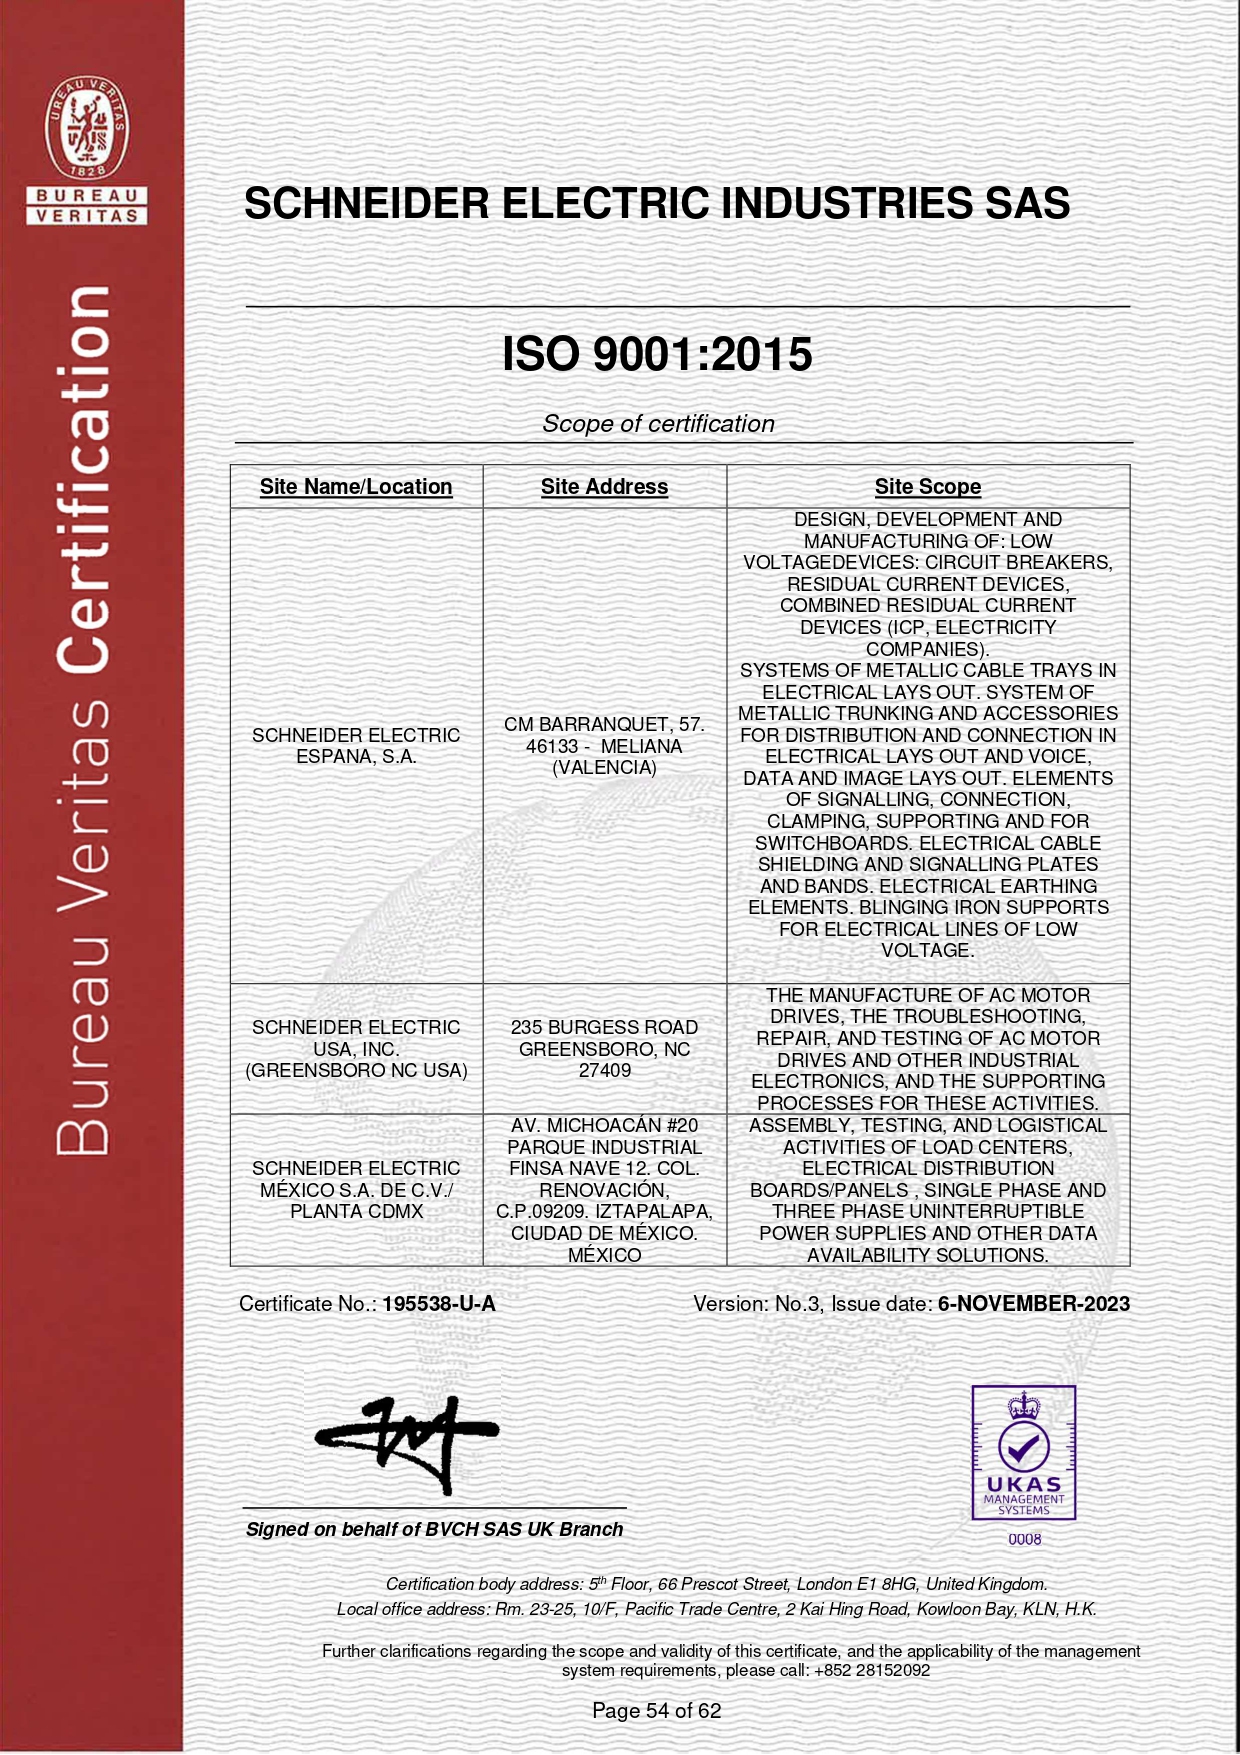 BUREAU VERITAS
1828
BUREAU
VERITAS
Bureau Veritas Certification
SCHNEIDER ELECTRIC INDUSTRIES SAS
ISO 9001:2015
Scope of certification
Site Name/Location
Site Address
Site Scope
SCHNEIDER ELECTRIC
ESPANA, S.A.
CM BARRANQUET, 57.
46133 - MELIANA
(VALENCIA)
DESIGN, DEVELOPMENT AND
MANUFACTURING OF: LOW
VOLTAGEDEVICES: CIRCUIT BREAKERS,
RESIDUAL CURRENT DEVICES,
COMBINED RESIDUAL CURRENT
DEVICES (ICP, ELECTRICITY
COMPANIES).
SYSTEMS OF METALLIC CABLE TRAYS IN
ELECTRICAL LAYS OUT. SYSTEM OF
METALLIC TRUNKING AND ACCESSORIES
FOR DISTRIBUTION AND CONNECTION IN
ELECTRICAL LAYS OUT AND VOICE,
DATA AND IMAGE LAYS OUT. ELEMENTS
OF SIGNALLING, CONNECTION,
CLAMPING, SUPPORTING AND FOR
SWITCHBOARDS. ELECTRICAL CABLE
SHIELDING AND SIGNALLING PLATES
AND BANDS. ELECTRICAL EARTHING
ELEMENTS. BLINGING IRON SUPPORTS
FOR ELECTRICAL LINES OF LOW
VOLTAGE.
SCHNEIDER ELECTRIC
USA, INC.
(GREENSBORO NC USA)
235 BURGESS ROAD
GREENSBORO, NC
27409
THE MANUFACTURE OF AC MOTOR
DRIVES, THE TROUBLESHOOTING,
REPAIR, AND TESTING OF AC MOTOR
DRIVES AND OTHER INDUSTRIAL
ELECTRONICS, AND THE SUPPORTING
PROCESSES FOR THESE ACTIVITIES.
SCHNEIDER ELECTRIC
MÉXICO S.A. DE C.V./
PLANTA CDMX
AV. MICHOACÁN #20
PARQUE INDUSTRIAL
FINSA NAVE 12. COL.
RENOVACIÓN,
C.P.09209. IZTAPALAPA,
CIUDAD DE MÉXICO.
MÉXICO
ASSEMBLY, TESTING, AND LOGISTICAL
ACTIVITIES OF LOAD CENTERS,
ELECTRICAL DISTRIBUTION
BOARDS/PANELS , SINGLE PHASE AND
THREE PHASE UNINTERRUPTIBLE
POWER SUPPLIES AND OTHER DATA
AVAILABILITY SOLUTIONS.
Certificate No.: 195538-U-A
Version: No.3, Issue date: 6-NOVEMBER-2023
Signed on behalf of BVCH SAS UK Branch
UKAS
MANAGEMENT
SYSTEMS
0008
Certification body address: 5th Floor, 66 Prescot Street, London E1 8HG, United Kingdom.
Local office address: Rm. 23-25, 10/F, Pacific Trade Centre, 2 Kai Hing Road, Kowloon Bay, KLN, H.K.
Further clarifications regarding the scope and validity of this certificate, and the applicability of the management
system requirements, please call: +852 28152092
Page 54 of 62